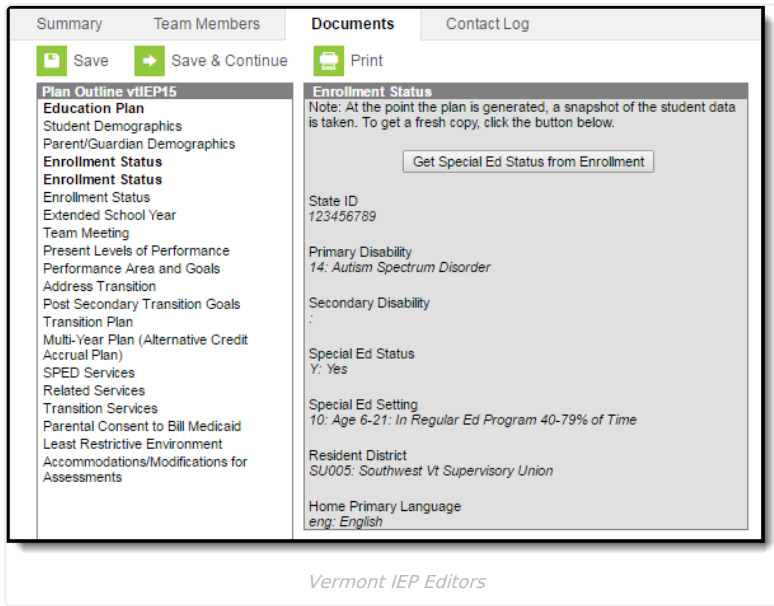 Summary Team Members Documents Contact Log
Save Save & Continue Print
Plan Outline vtIEP15
Education Plan
Student Demographics
Parent/Guardian Demographics
Enrollment Status
Enrollment Status
Enrollment Status
Extended School Year
Team Meeting
Present Levels of Performance
Performance Area and Goals
Address Transition
Post Secondary Transition Goals
Transition Plan
Multi-Year Plan (Alternative Credit
Accrual Plan)
SPED Services
Related Services
Transition Services
Parental Consent to Bill Medicaid
Least Restrictive Environment
Accommodations/Modifications for
Assessments
Enrollment Status
Note: At the point the plan is generated, a snapshot of the student data
is taken. To get a fresh copy, click the button below.
Get Special Ed Status from Enrollment
State ID
123456789
Primary Disability
14: Autism Spectrum Disorder
Secondary Disability
:
Special Ed Status
Y: Yes
Special Ed Setting
10: Age 6-21: In Regular Ed Program 40-79% of Time
Resident District
SU005: Southwest Vt Supervisory Union
Home Primary Language
eng: English
Vermont IEP Editors